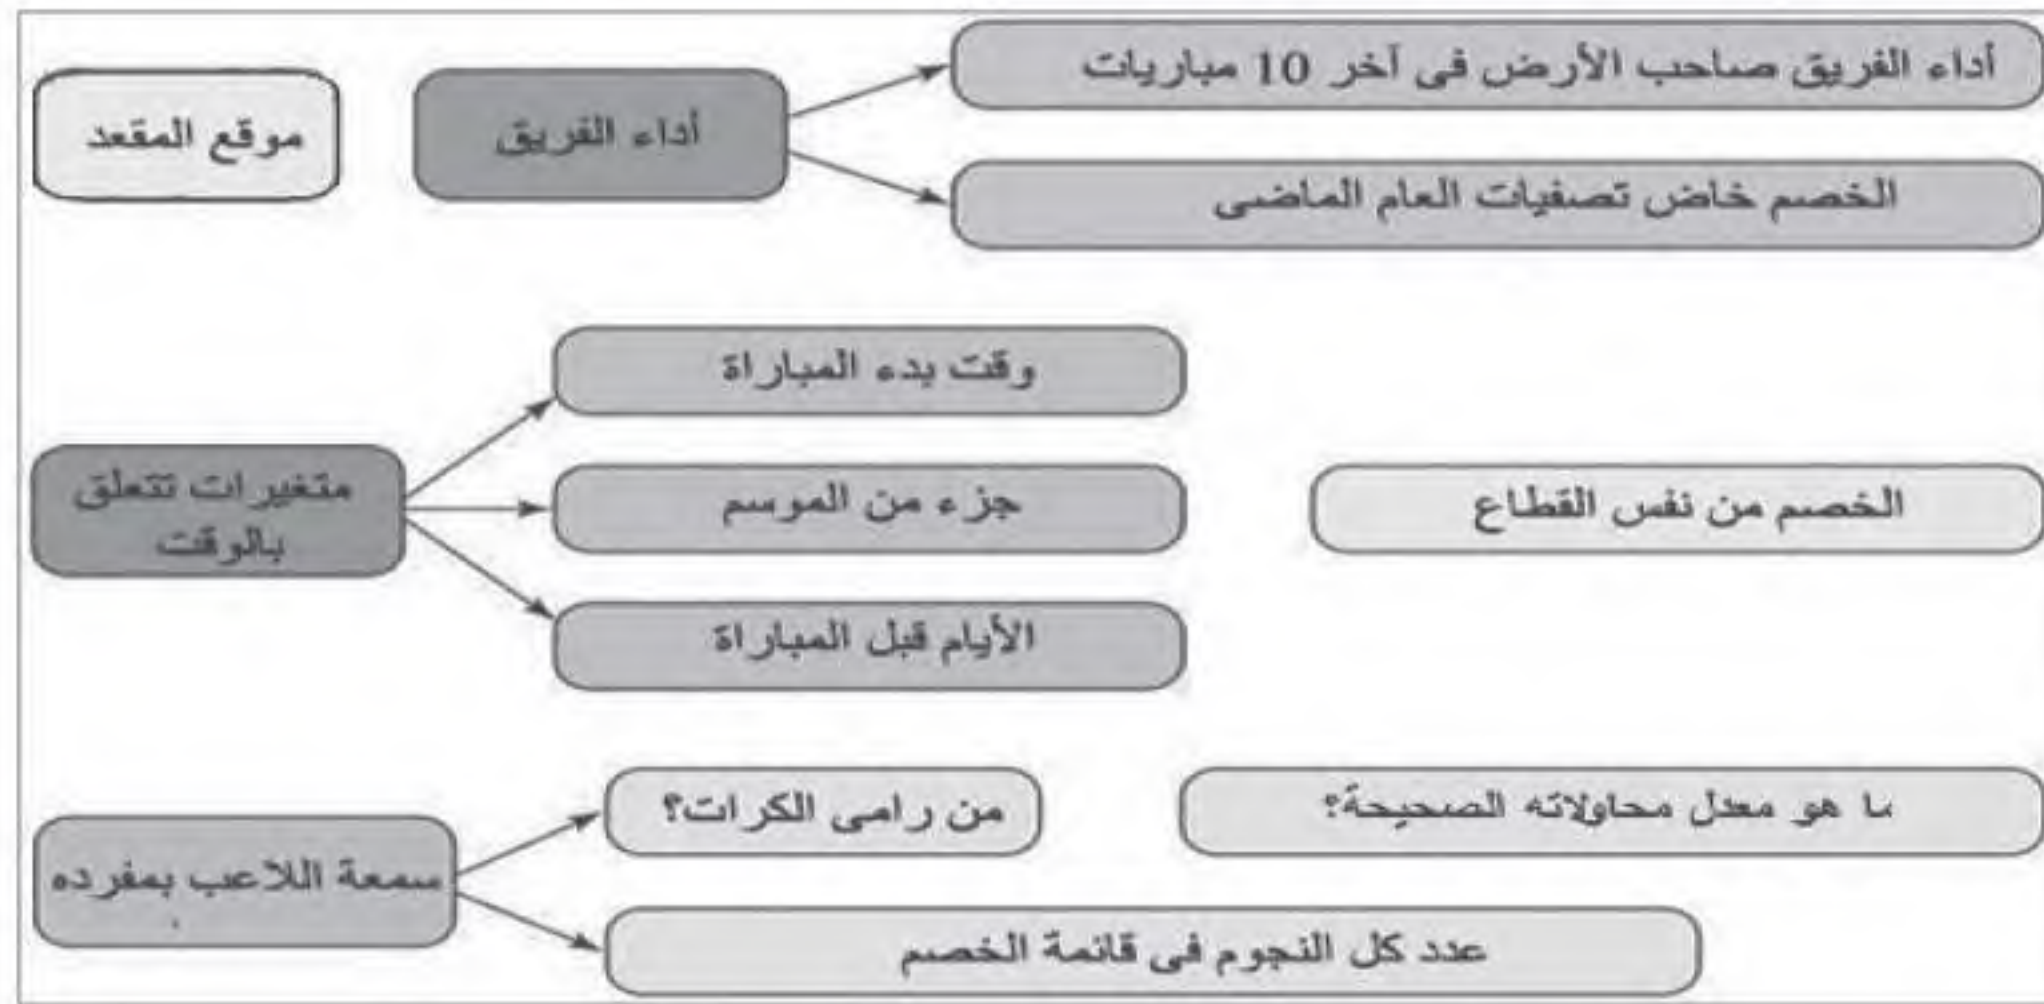 موقع المقعد
أداء الفريق
أداء الفريق صاحب الأرض فى آخر 10 مباريات
الخصم خاض تصفيات العام الماضى
متغيرات تتعلق
بالوقت
وقت بدء المباراة
جزء من الموسم
الأيام قبل المباراة
الخصم من نفس القطاع
سمعة اللاعب بمفرده
من رامى الكرات؟
ما هو معدل محاولاته الصحيحة؟
عدد كل النجوم فى قائمة الخصم